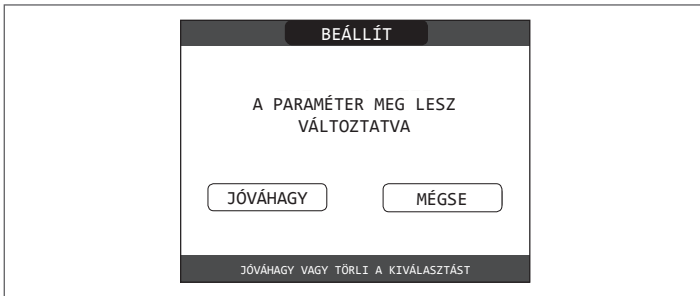 BEÁLLÍT
A PARAMÉTER MEG LESZ
VÁLTOZTATVA
JÓVÁHAGY MÉGSE
JÓVÁHAGY VAGY TÖRLI A KIVÁLASZTÁST